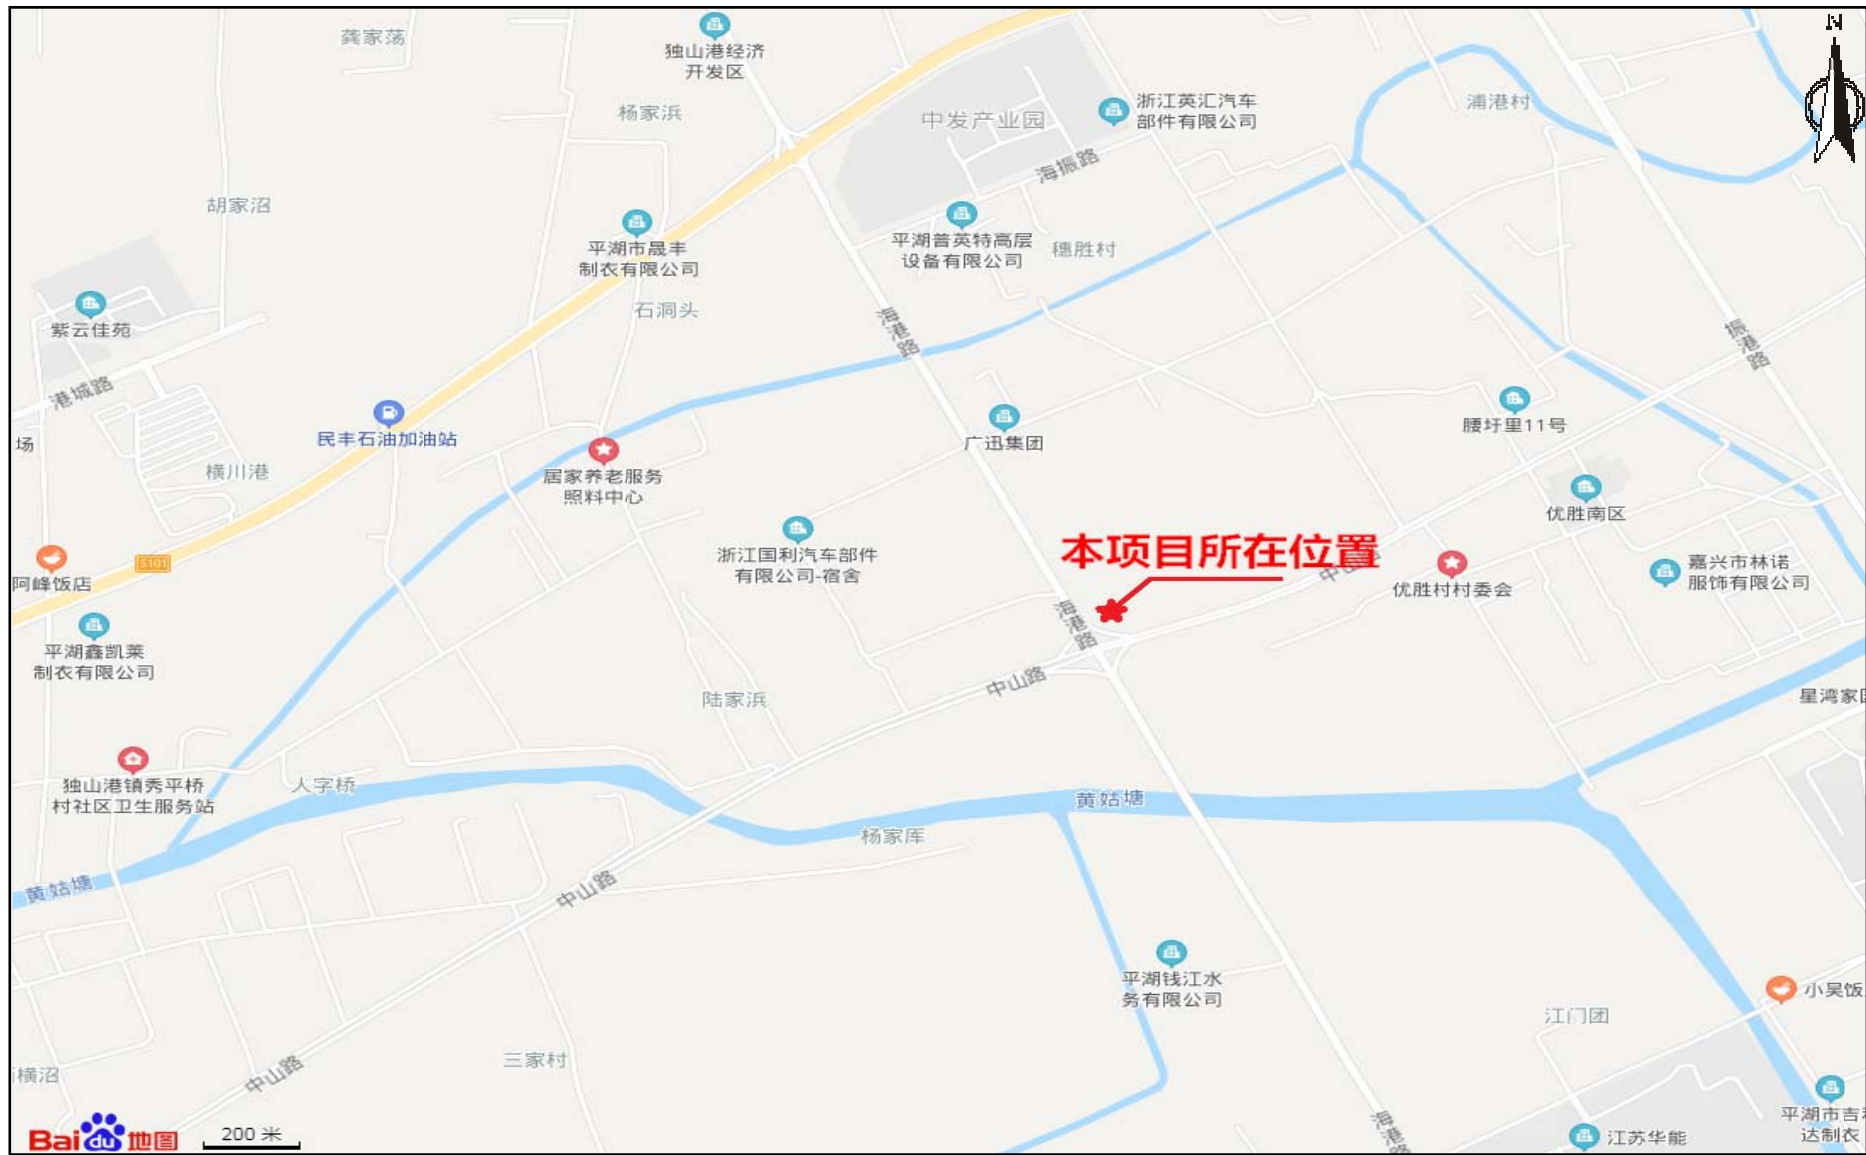 N
龚家荡
独山港经济
开发区
杨家浜
中发产业园
浙江英汇汽车
部件有限公司
浦港村
海振路
胡家沼
平湖市晟丰
制衣有限公司
平湖普英特高层
设备有限公司
穗胜村
紫云佳苑
石洞头
海港路
振港路
港城路
民丰石油加油站
广迅集团
腰圩里11号
场
横川港
居家养老服务
照料中心
优胜南区
浙江国利汽车部件
有限公司-宿舍
本项目所在位置
中山路
S101
阿峰饭店
优胜村村委会
嘉兴市林诺
服饰有限公司
海港路
平湖鑫凯莱
制衣有限公司
中山路
陆家浜
星湾家
独山港镇秀平桥
村社区卫生服务站
人字桥
黄姑塘
杨家厍
黄姑塘
中山路
平湖钱江水
务有限公司
小吴饭
江门团
三家村
中山路
横沼
海港路
平湖市吉
达制衣
江苏华能
Bai du 地图
200 米